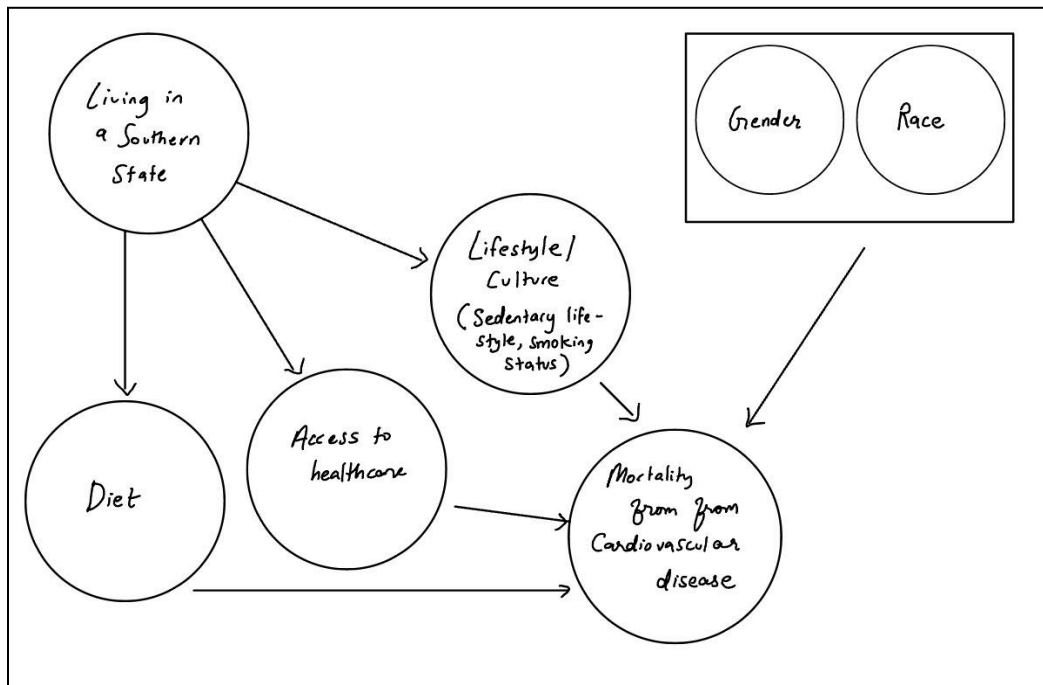 Living in
a Southern
State
Gender
Race
Lifestyle/
Culture
(Sedentary life-
style, smoking
status)
Access to
healthcare
Diet
Mortality
from from
Cardiovascular
disease